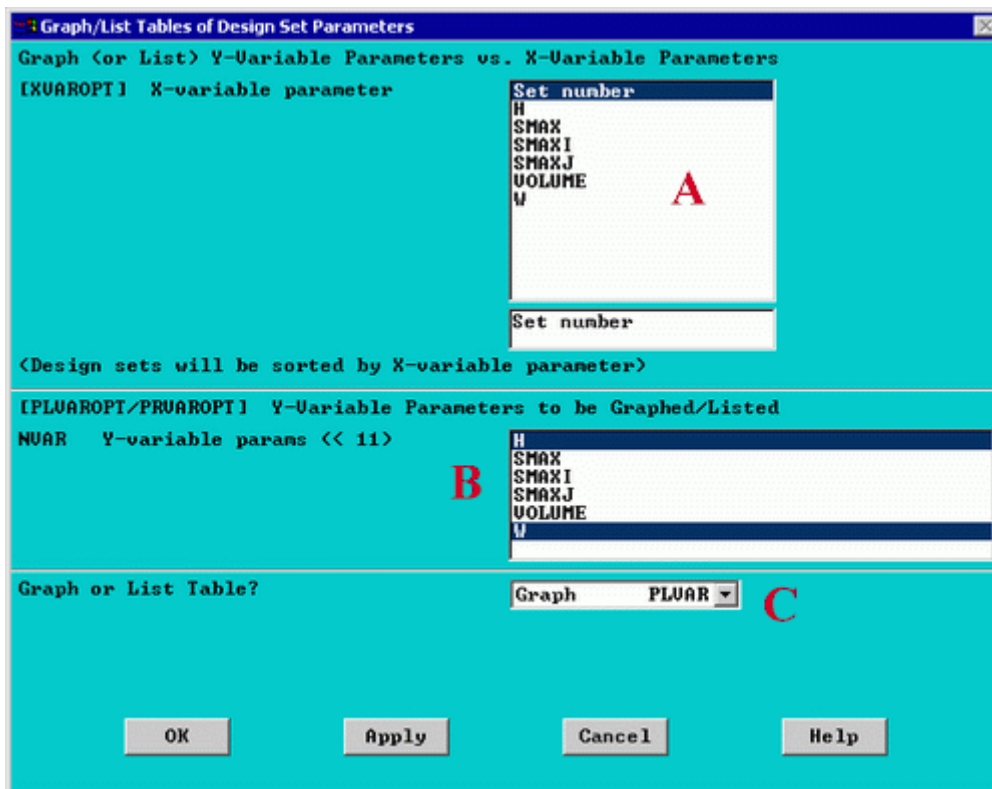 Graph/List Tables of Design Set Parameters
Graph (or List) Y-Variable Parameters vs. X-Variable Parameters
[XVAROPT] X-variable parameter
Set number
H
SMAX
SMAXI
SMAXJ
VOLUME
W
A
Set number
(Design sets will be sorted by X-variable parameter)
[PLVAROPT/PRVAROPT] Y-Variable Parameters to be Graphed/Listed
NVAR Y-variable params (< 11)
H
SMAX
SMAXI
SMAXJ
VOLUME
W
B
Graph or List Table?
Graph PLVAR
C
OK Apply Cancel Help